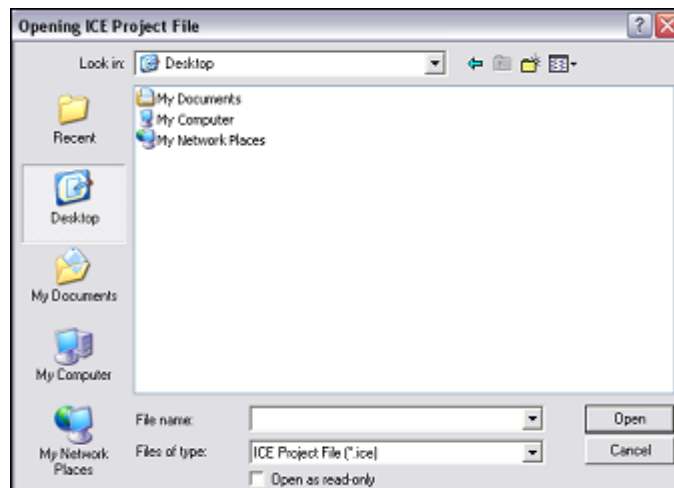 Opening ICE Project File
Look in: Desktop
My Documents
My Computer
My Network Places
Recent
Desktop
My Documents
My Computer
My Network
Places
File name: Open
Files of type: ICE Project File (*.ice) Cancel
Open as read-only